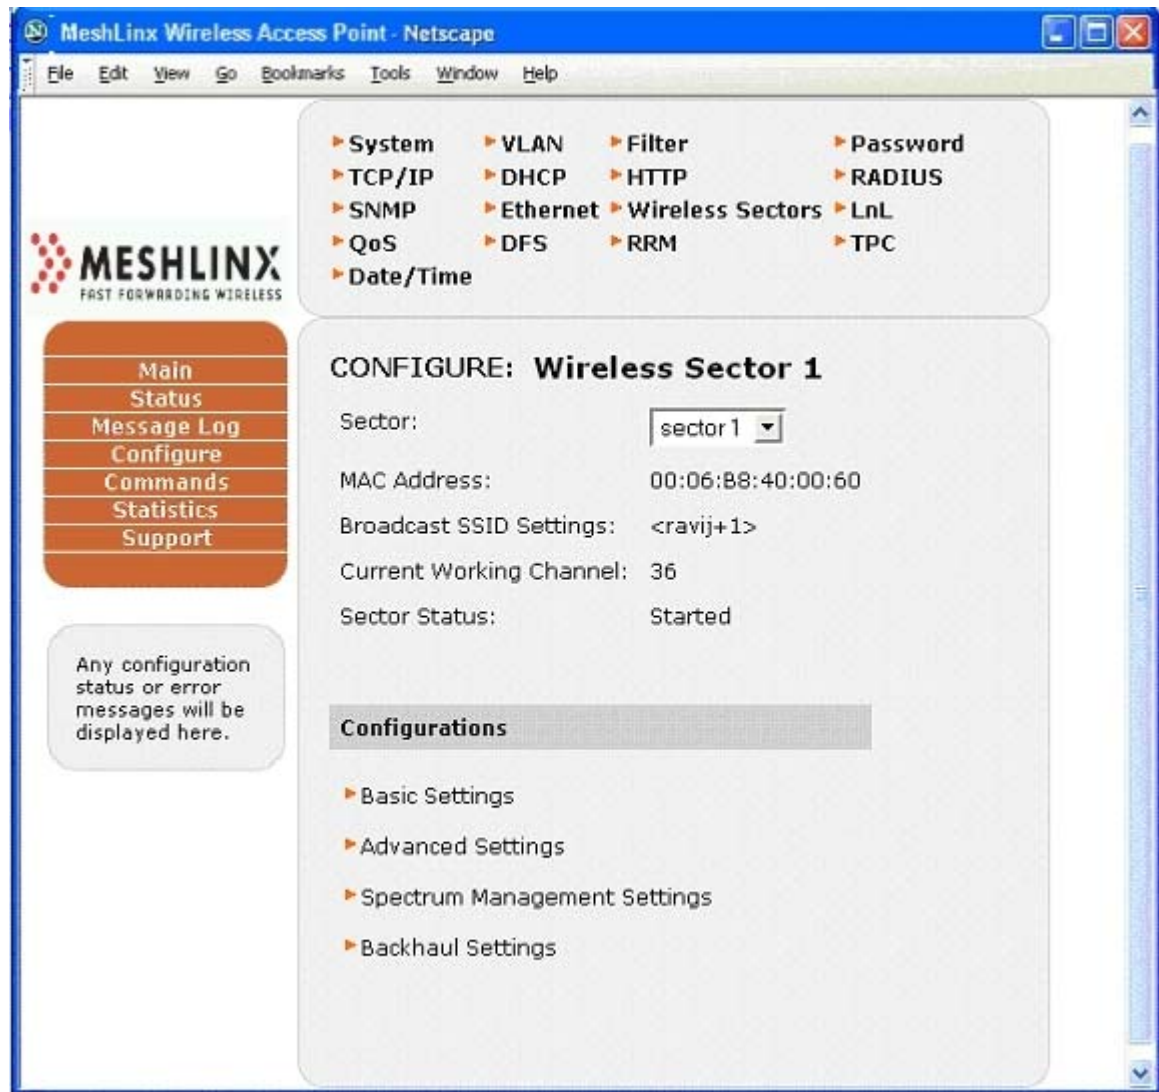 MeshLinx Wireless Access Point - Netscape
File Edit View Go Bookmarks Tools Window Help
System VLAN Filter Password
TCP/IP DHCP HTTP RADIUS
SNMP Ethernet Wireless Sectors LnL
QoS DFS RRM TPC
Date/Time
MESHLINX
FAST FORWARDING WIRELESS
Main
Status
Message Log
Configure
Commands
Statistics
Support
Any configuration
status or error
messages will be
displayed here.
CONFIGURE: Wireless Sector 1
Sector: sector 1
MAC Address: 00:06:B8:40:00:60
Broadcast SSID Settings: <ravij+1>
Current Working Channel: 36
Sector Status: Started
Configurations
Basic Settings
Advanced Settings
Spectrum Management Settings
Backhaul Settings